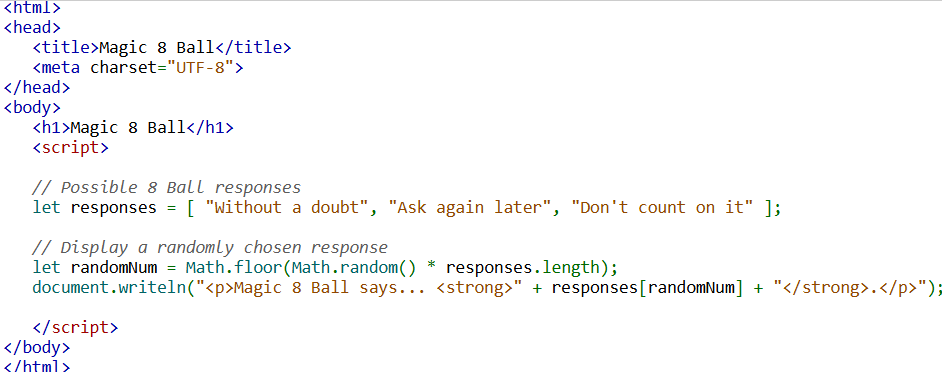 <html>
<head>
   <title>Magic 8 Ball</title>
   <meta charset="UTF-8">
</head>
<body>
   <h1>Magic 8 Ball</h1>
   <script>

   // Possible 8 Ball responses
   let responses = [ "Without a doubt", "Ask again later", "Don't count on it" ];

   // Display a randomly chosen response
   let randomNum = Math.floor(Math.random() * responses.length);
   document.writeln("<p>Magic 8 Ball says... <strong>" + responses[randomNum] + "</strong>.</p>");

   </script>
</body>
</html>